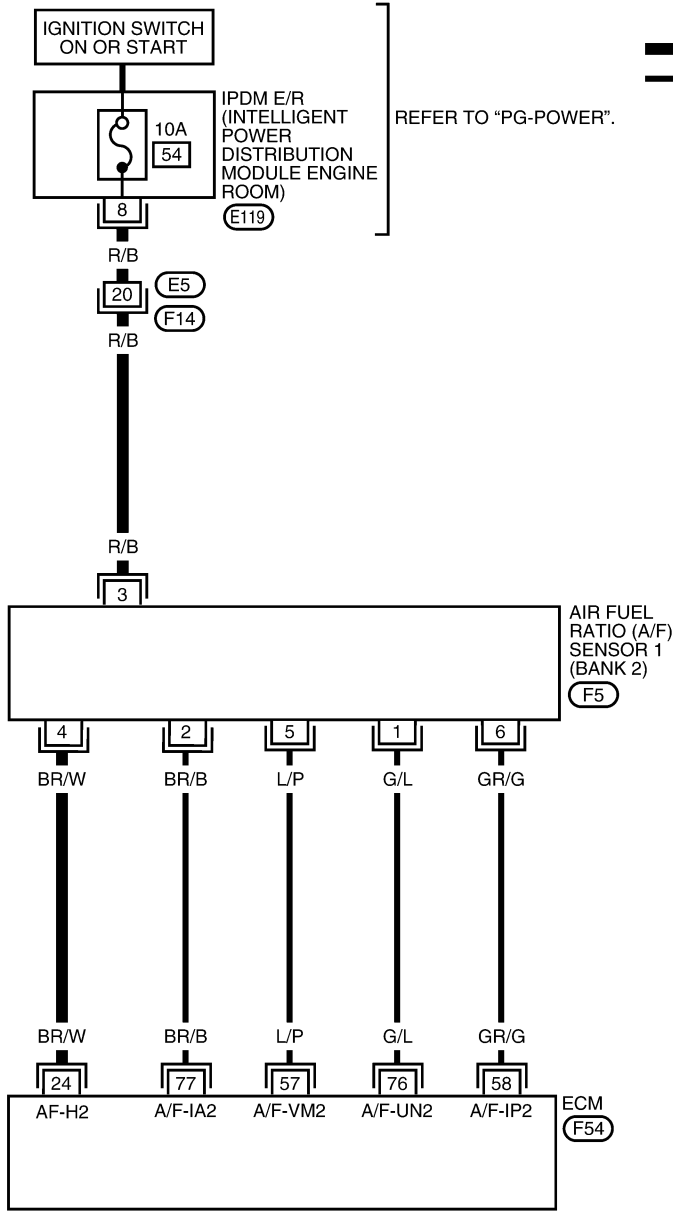 IGNITION SWITCH
ON OR START
IPDM E/R
(INTELLIGENT
POWER
DISTRIBUTION
MODULE ENGINE
ROOM)
E119
10A
54
REFER TO “PG-POWER”.
8
R/B
20
E5
F14
R/B
R/B
3
AIR FUEL
RATIO (A/F)
SENSOR 1
(BANK 2)
F5
4 2 5 1 6
BR/W BR/B L/P G/L GR/G
BR/W BR/B L/P G/L GR/G
24 77 57 76 58
AF-H2 A/F-IA2 A/F-VM2 A/F-UN2 A/F-IP2
ECM
F54